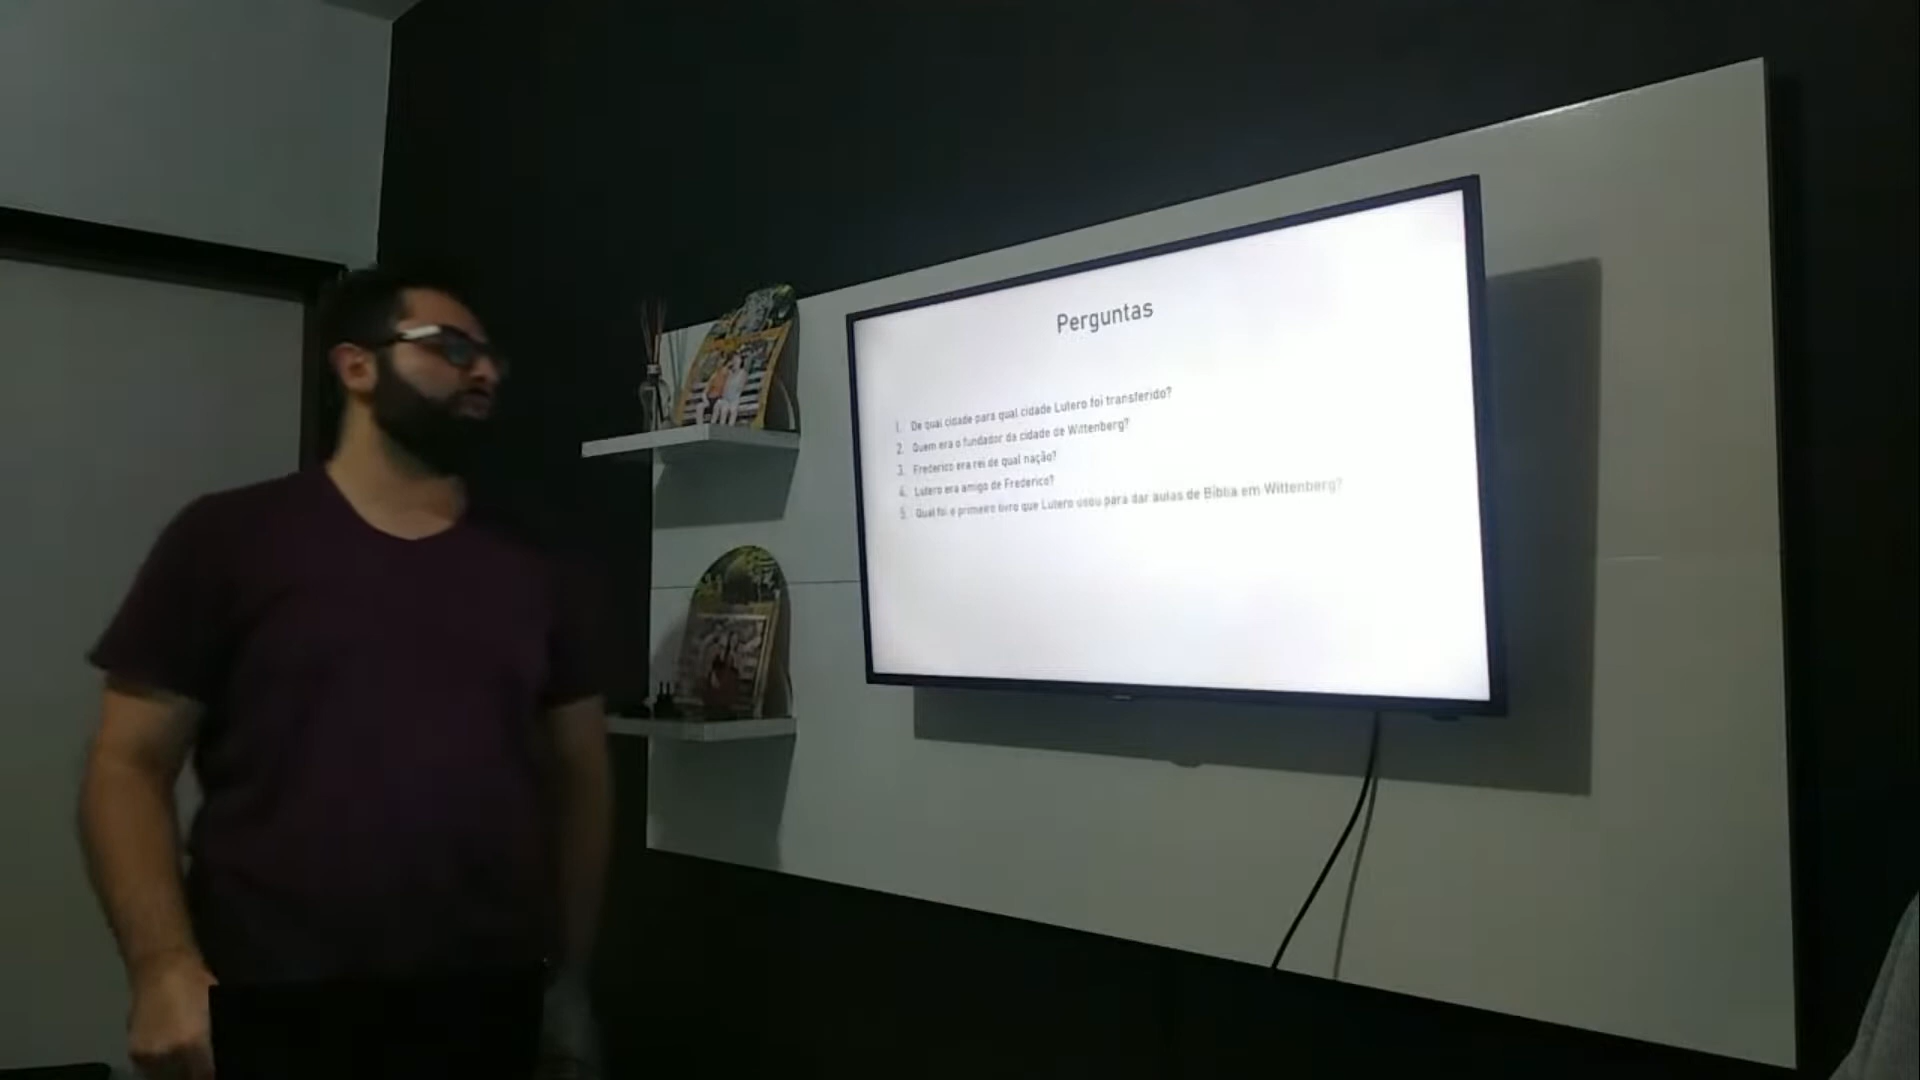 Perguntas
1. De qual cidade para qual cidade Lutero foi transferido?
2. Quem era o fundador da cidade de Wittenberg?
3. Frederico era rei de qual nação?
4. Lutero era amigo de Frederico?
5. Qual foi o primeiro livro que Lutero usou para dar aulas de Bíblia em Wittenberg?